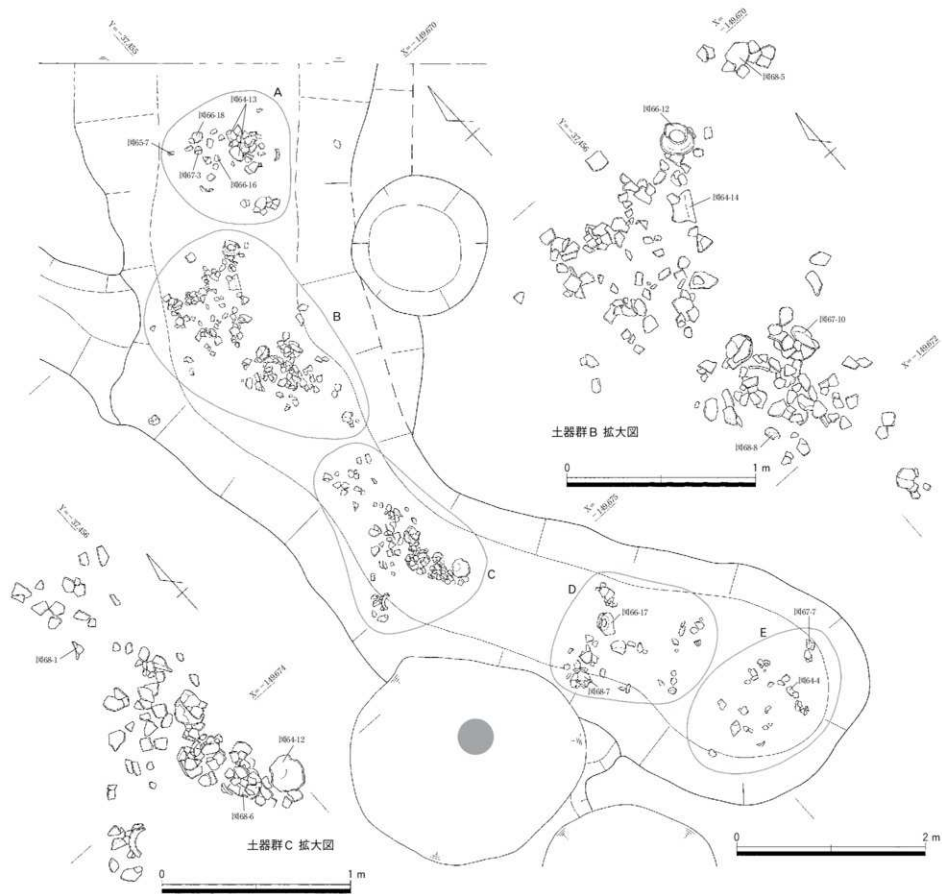 Y=-37,455
X=-149,670
A
図64-13
図66-18
図65-7
図67-3
図66-16
B
C
D
図66-17
図68-7
E
図67-7
図64-4
X=-149,675
0 2 m
X=-149,670
図68-5
図66-12
Y=-37,456
図64-14
図67-10
X=-149,672
図68-8
土器群B 拡大図
0 1 m
Y=-37,456
図68-1
X=-149,674
図64-12
図68-6
土器群C 拡大図
0 1 m